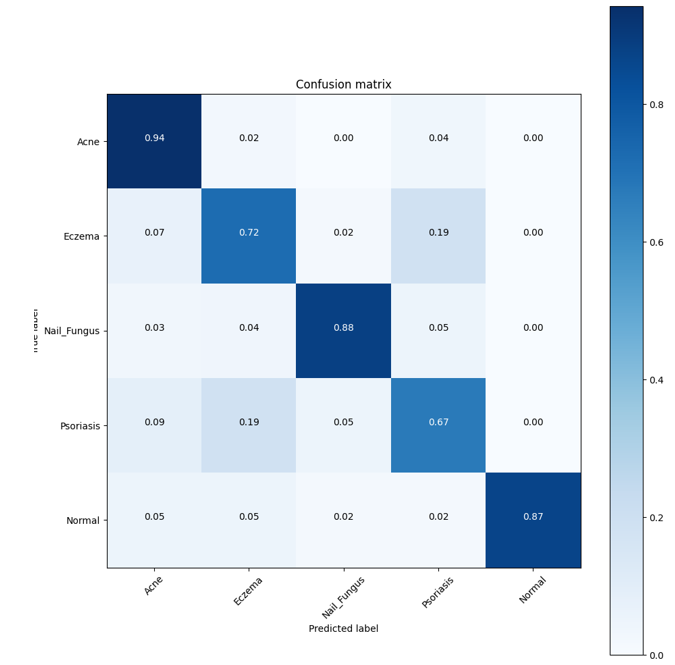 Confusion matrix
Acne 0.94 0.02 0.00 0.04 0.00
Eczema 0.07 0.72 0.02 0.19 0.00
Nail_Fungus 0.03 0.04 0.88 0.05 0.00
Psoriasis 0.09 0.19 0.05 0.67 0.00
Normal 0.05 0.05 0.02 0.02 0.87
Acne Eczema Nail_Fungus Psoriasis Normal
Predicted label
0.8
0.6
0.4
0.2
0.0